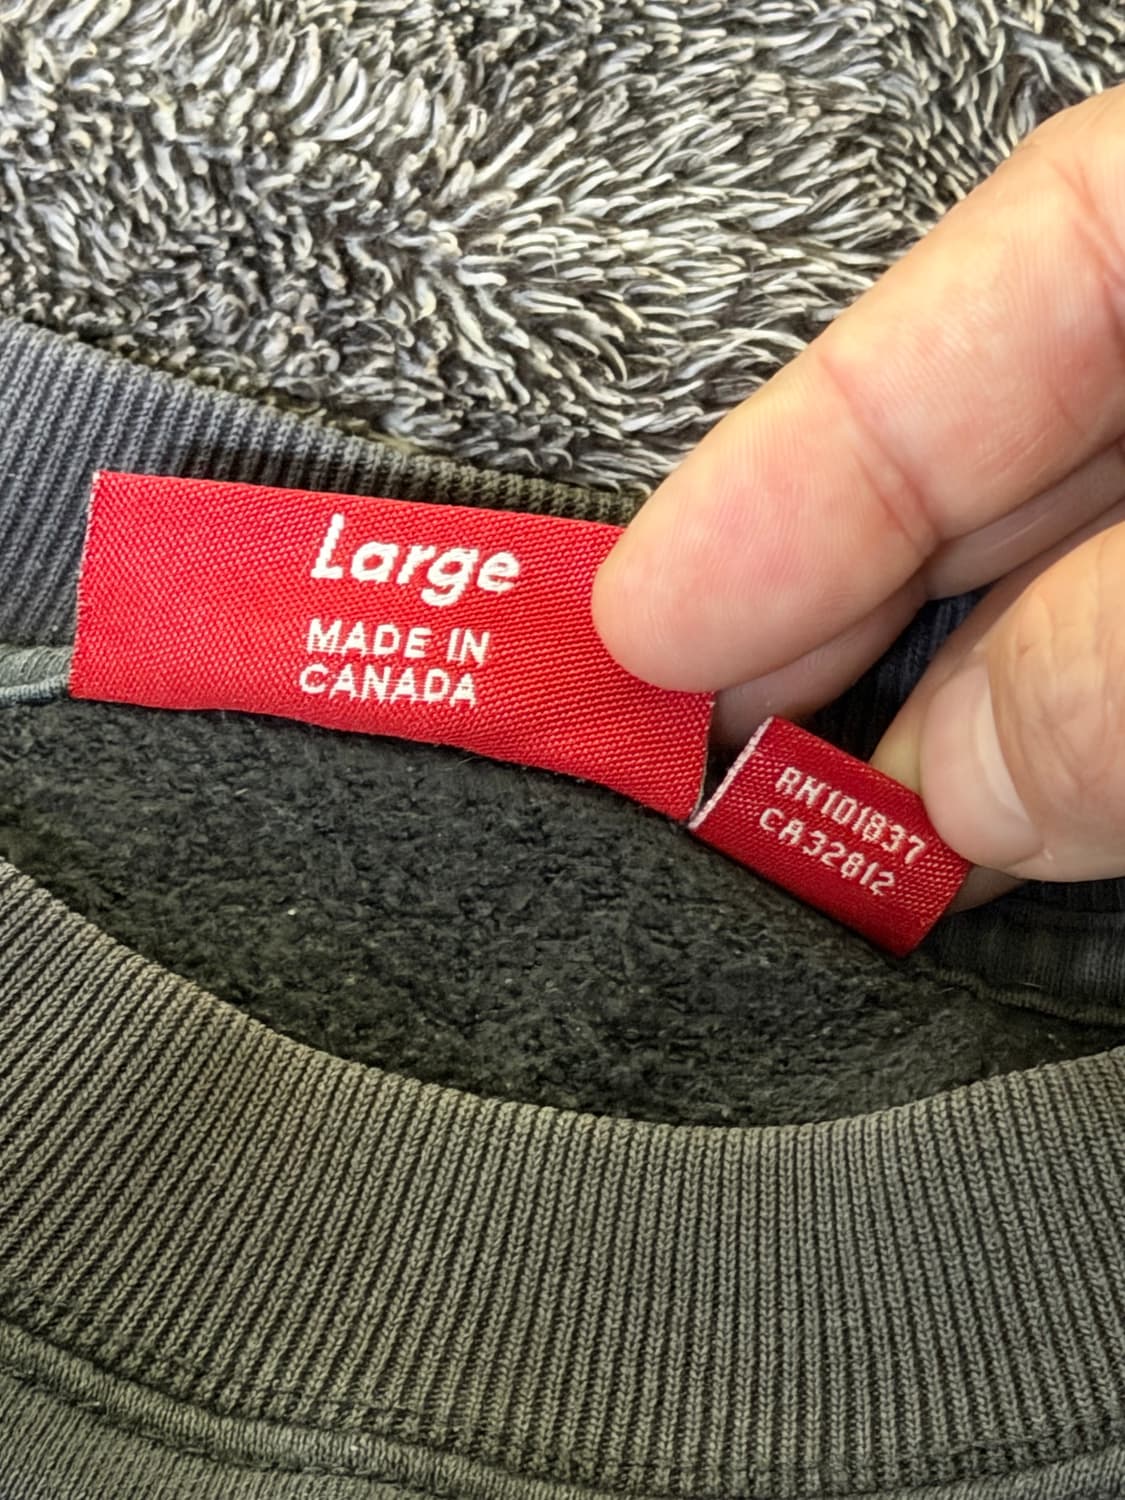 Large
MADE IN
CANADA
RN101837
CA32812